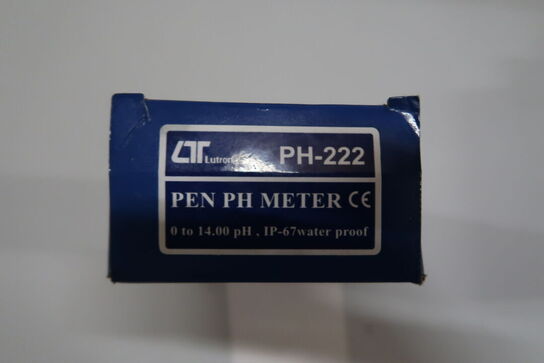 LT Lutron PH-222
PEN PH METER CE
0 to 14.00 pH , IP-67water proof